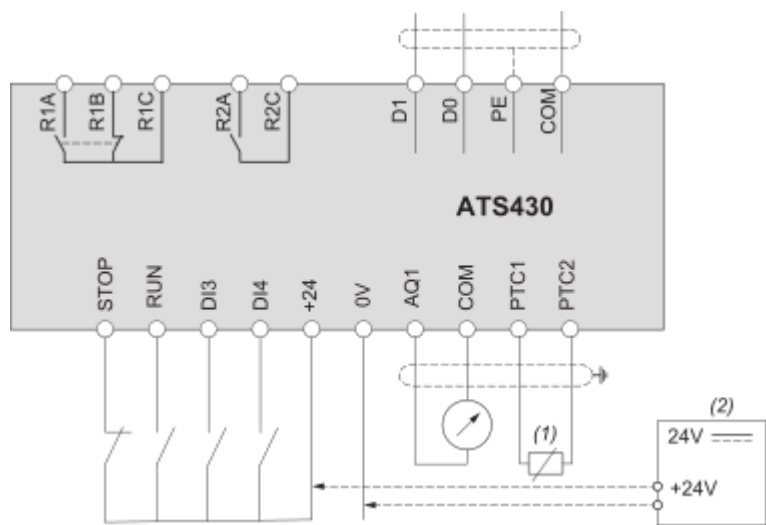 R1A
R1B
R1C
R2A
R2C
D1
D0
PE
COM
ATS430
STOP
RUN
DI3
DI4
+24
0V
AQ1
COM
PTC1
PTC2
(1)
(2)
24V
+24V